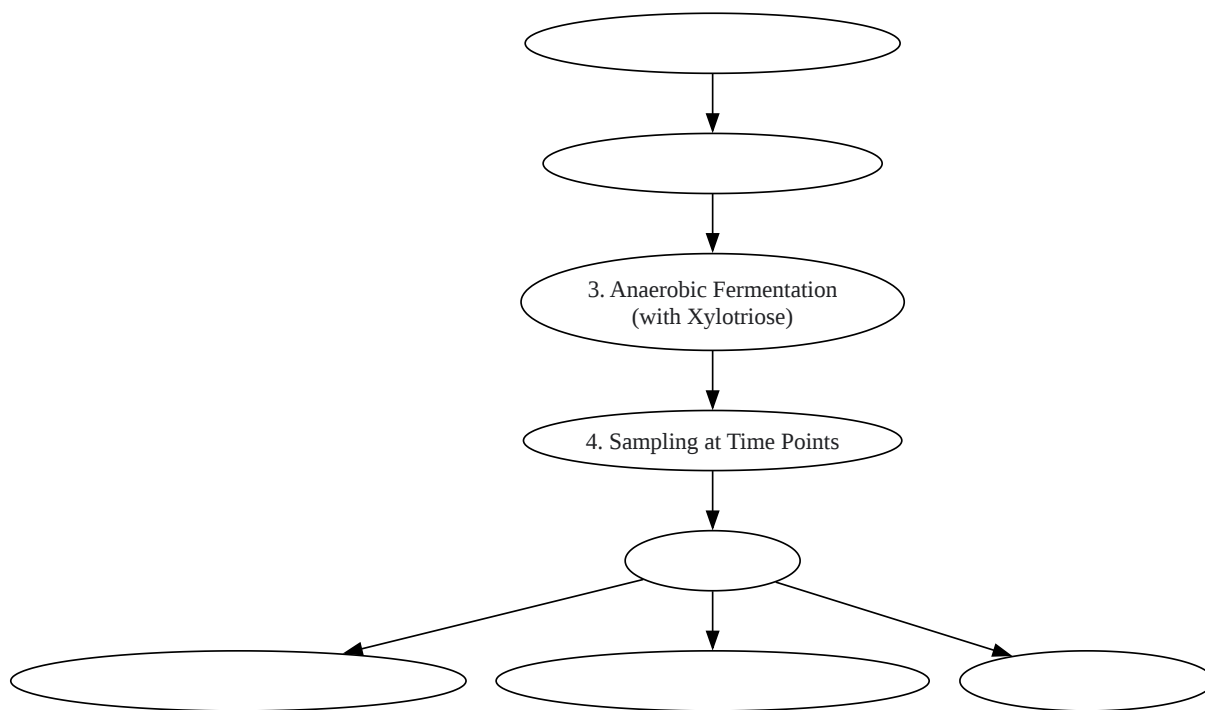 3. Anaerobic Fermentation
(with Xylotriose)
4. Sampling at Time Points